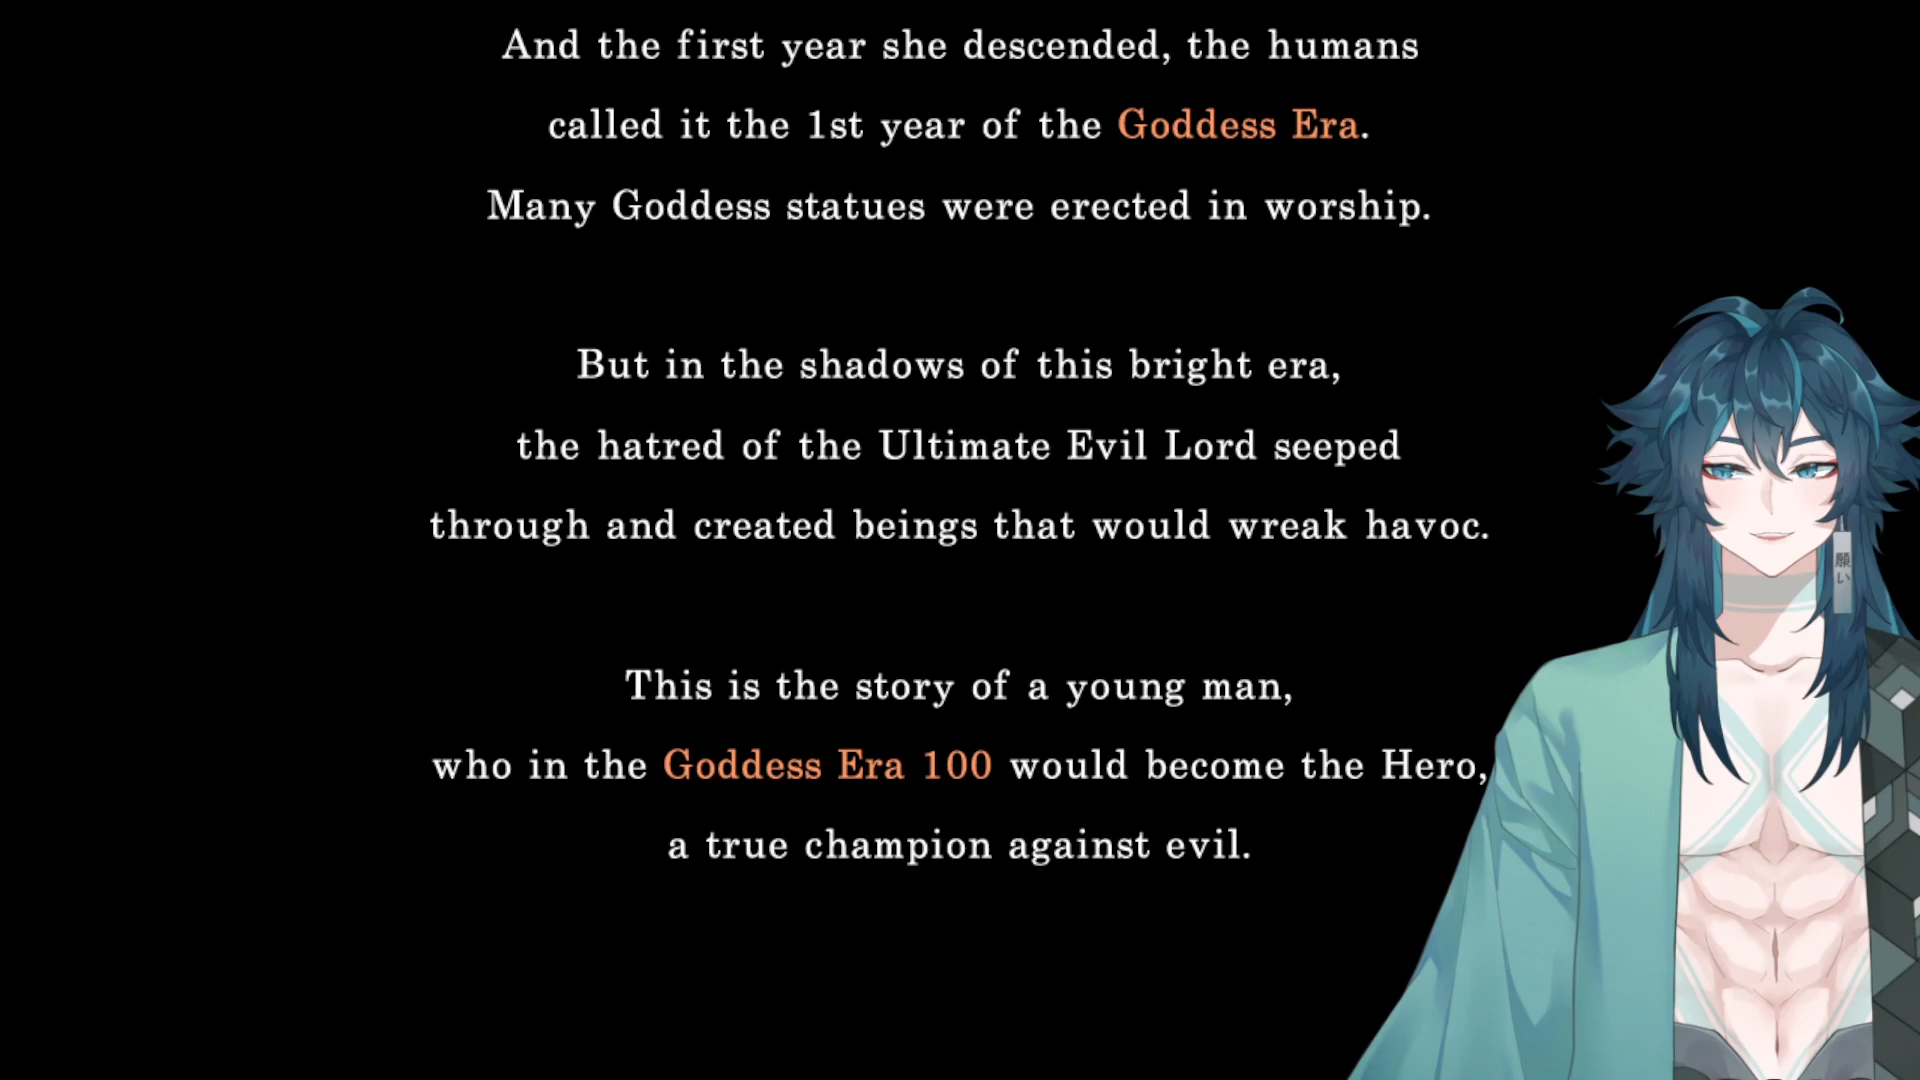 And the first year she descended, the humans
called it the 1st year of the Goddess Era.
Many Goddess statues were erected in worship.
But in the shadows of this bright era,
the hatred of the Ultimate Evil Lord seeped
through and created beings that would wreak havoc.
This is the story of a young man,
who in the Goddess Era 100 would become the Hero,
a true champion against evil.
願い